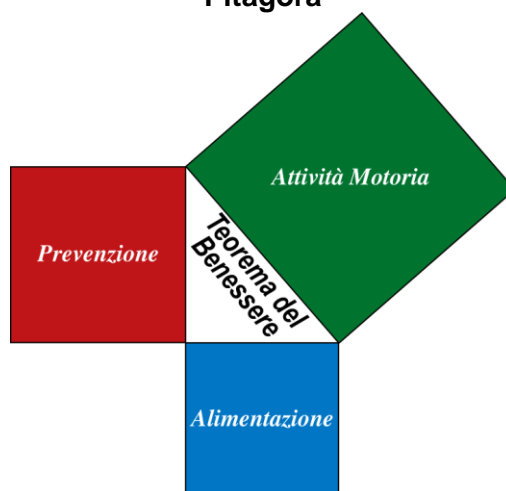 Pitagora
Attività Motoria
Prevenzione
Teorema del
Benessere
Alimentazione